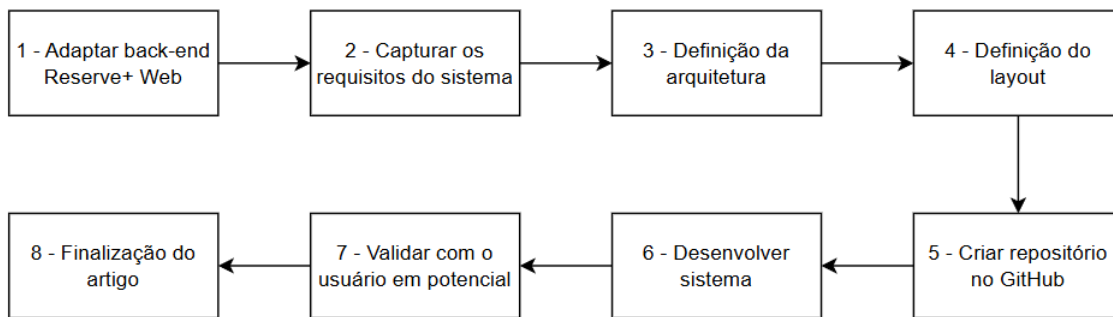 1 - Adaptar back-end
Reserve+ Web
2 - Capturar os
requisitos do sistema
3 - Definição da
arquitetura
4 - Definição do
layout
5 - Criar repositório
no GitHub
6 - Desenvolver
sistema
7 - Validar com o
usuário em potencial
8 - Finalização do
artigo